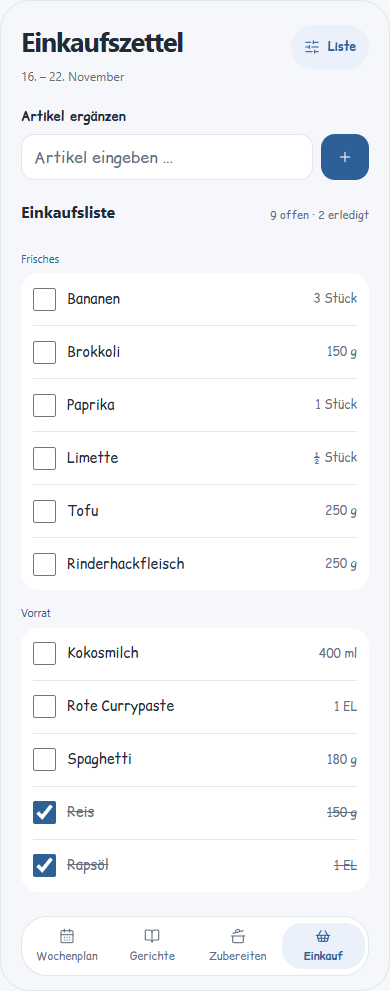 Einkaufszettel
Liste
16. – 22. November
Artikel ergänzen
Artikel eingeben ...
+
Einkaufsliste
9 offen · 2 erledigt
Frisches
Bananen 3 Stück
Brokkoli 150 g
Paprika 1 Stück
Limette ½ Stück
Tofu 250 g
Rinderhackfleisch 250 g
Vorrat
Kokosmilch 400 ml
Rote Currypaste 1 EL
Spaghetti 180 g
Reis 150 g
Rapsöl 1 EL
Wochenplan Gerichte Zubereiten Einkauf